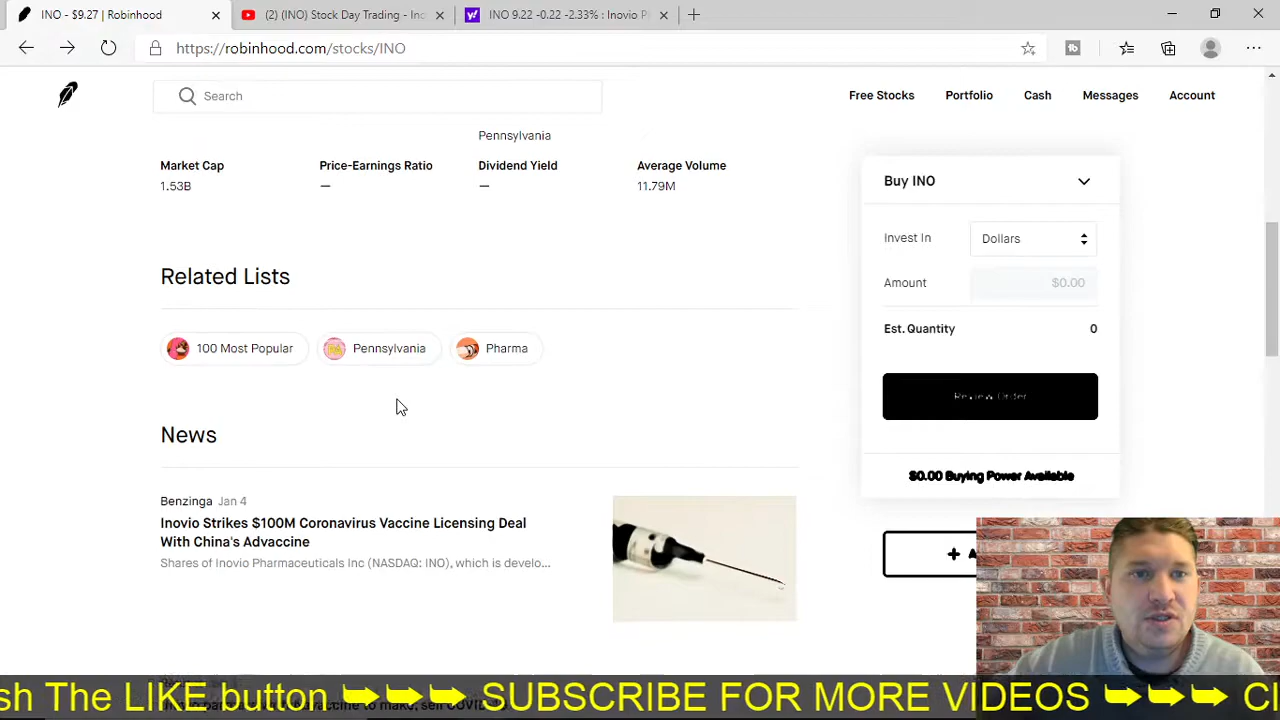 INO - $9.27 | Robinhood
(2) (INO) Stock Day Trading - Inc
INO 9.22 -0.22 -2.33% : Inovio P
https://robinhood.com/stocks/INO
Search
Free Stocks
Portfolio
Cash
Messages
Account
Pennsylvania
Market Cap
Price-Earnings Ratio
Dividend Yield
Average Volume
1.53B
—
—
11.79M
Related Lists
100 Most Popular
Pennsylvania
Pharma
News
Benzinga Jan 4
Inovio Strikes $100M Coronavirus Vaccine Licensing Deal
With China's Advaccine
Shares of Inovio Pharmaceuticals Inc (NASDAQ: INO), which is develo...
Buy INO
Invest In
Dollars
Amount
$0.00
Est. Quantity
0
Review Order
$0.00 Buying Power Available
+ A
sh The LIKE button ➥➥➥ SUBSCRIBE FOR MORE VIDEOS ➥➥➥ Cl